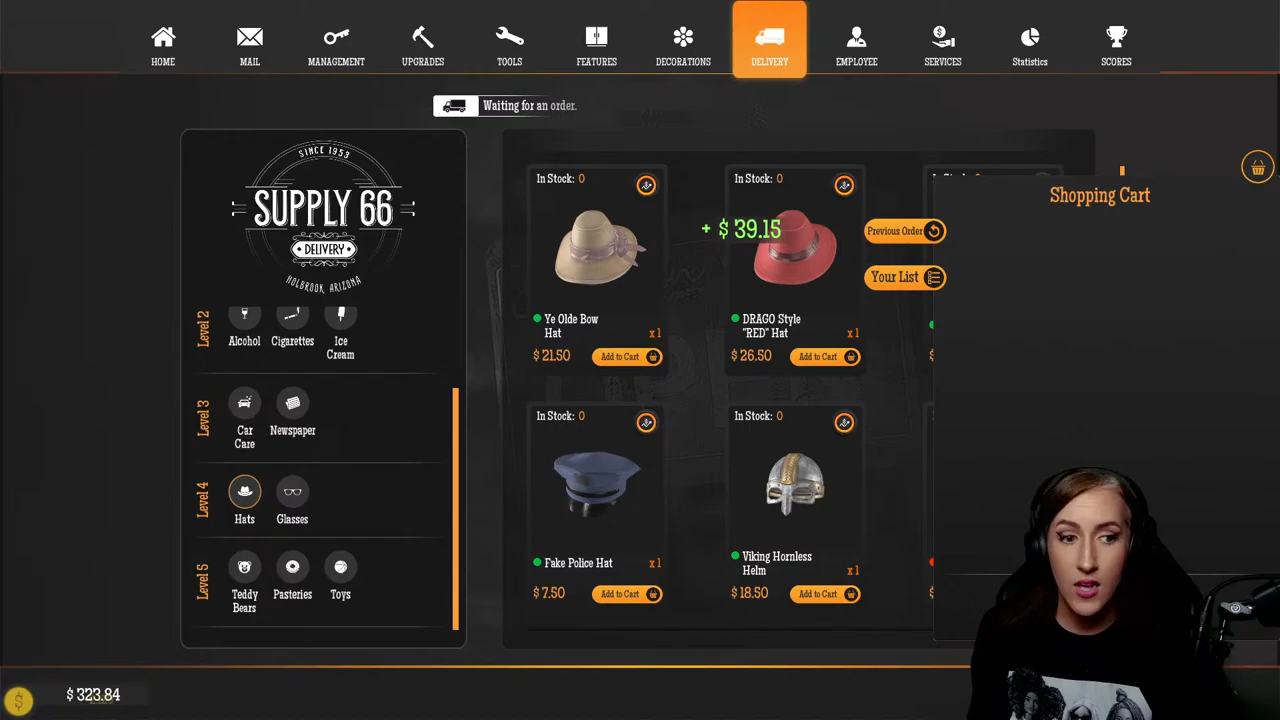 HOME
MAIL
MANAGEMENT
UPGRADES
TOOLS
FEATURES
DECORATIONS
DELIVERY
EMPLOYEE
SERVICES
Statistics
SCORES
Waiting for an order.
SINCE 1953
SUPPLY 66
DELIVERY
HOLBROOK, ARIZONA
Level 2
Alcohol
Cigarettes
Ice
Cream
Level 3
Car
Care
Newspaper
Level 4
Hats
Glasses
Level 5
Teddy
Bears
Pasteries
Toys
In Stock: 0
Ye Olde Bow
Hat
x 1
$ 21.50
Add to Cart
In Stock: 0
+ $ 39.15
DRAGO Style
"RED" Hat
x 1
$ 26.50
Add to Cart
In Stock: 0
Fake Police Hat
x 1
$ 7.50
Add to Cart
In Stock: 0
Viking Hornless
Helm
x 1
$ 18.50
Add to Cart
$
$
Shopping Cart
Previous Order
Your List
$ 323.84